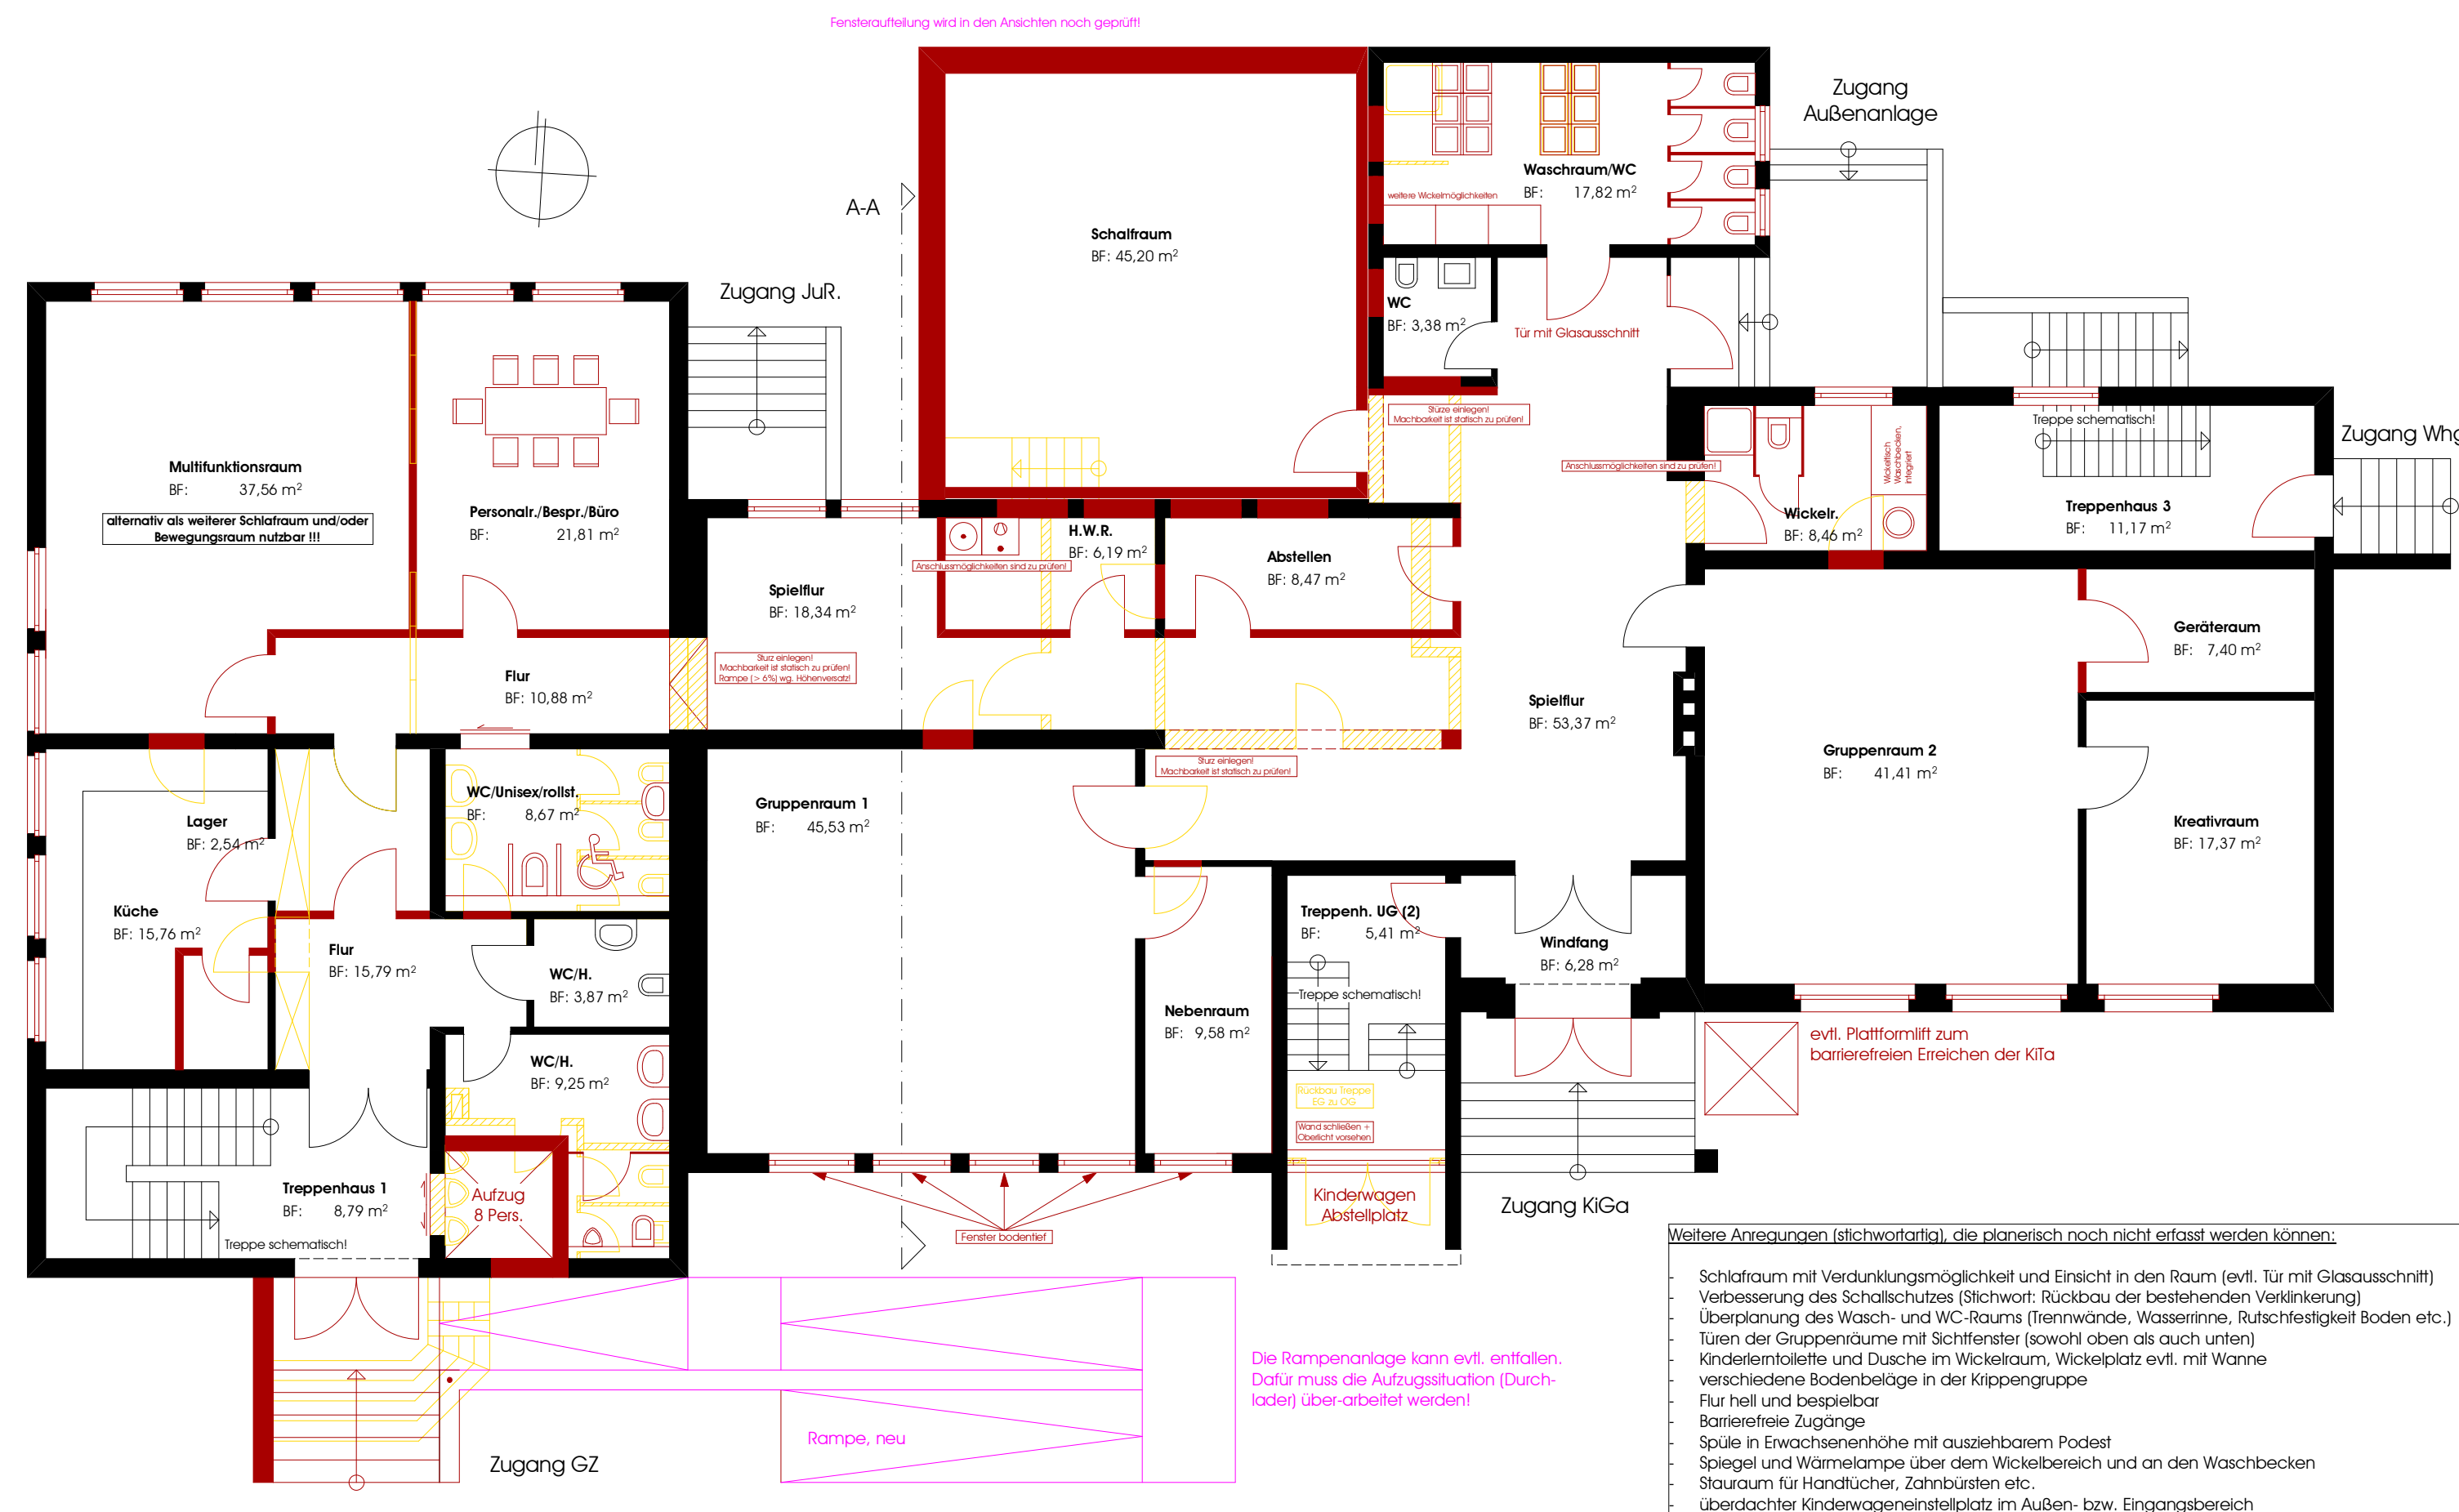 Fensteraufteilung wird in den Ansichten noch geprüft!
Zugang
Außenanlage
Waschraum/WC
BF: 17,82 m²
weitere Wickelmöglichkeiten
A-A
Schalfraum
BF: 45,20 m²
Zugang JuR.
WC
BF: 3,38 m²
Tür mit Glasausschnitt
Stürze einlegen!
Machbarkeit ist statisch zu prüfen!
Treppe schematisch!
Zugang Whg
Wickeltisch
Waschbecken,
integriert
Anschlussmöglichkeiten sind zu prüfen!
Multifunktionsraum
BF: 37,56 m²
alternativ als weiterer Schlafraum und/oder
Bewegungsraum nutzbar !!!
Personalr./Bespr./Büro
BF: 21,81 m²
H.W.R.
BF: 6,19 m²
Anschlussmöglichkeiten sind zu prüfen!
Abstellen
BF: 8,47 m²
Wickelr.
BF: 8,46 m²
Treppenhaus 3
BF: 11,17 m²
Spielflur
BF: 18,34 m²
Geräteraum
BF: 7,40 m²
Sturz einlegen!
Machbarkeit ist statisch zu prüfen!
Rampe (> 6%) wg. Höhenversatz!
Flur
BF: 10,88 m²
Spielflur
BF: 53,37 m²
Sturz einlegen!
Machbarkeit ist statisch zu prüfen!
Gruppenraum 2
BF: 41,41 m²
WC/Unisex/rollst.
BF: 8,67 m²
Gruppenraum 1
BF: 45,53 m²
Lager
BF: 2,54 m²
Kreativraum
BF: 17,37 m²
Küche
BF: 15,76 m²
Flur
BF: 15,79 m²
WC/H.
BF: 3,87 m²
Treppenh. UG (2)
BF: 5,41 m²
Treppe schematisch!
Windfang
BF: 6,28 m²
Nebenraum
BF: 9,58 m²
evtl. Plattformlift zum
barrierefreien Erreichen der KiTa
WC/H.
BF: 9,25 m²
Rückbau Treppe
EG zu OG
Wand schließen +
Oberlicht vorsehen
Treppenhaus 1
BF: 8,79 m²
Treppe schematisch!
Aufzug
8 Pers.
Kinderwagen
Abstellplatz
Zugang KiGa
Fenster bodentief
Weitere Anregungen (stichwortartig), die planerisch noch nicht erfasst werden können:
- Schlafraum mit Verdunklungsmöglichkeit und Einsicht in den Raum (evtl. Tür mit Glasausschnitt)
- Verbesserung des Schallschutzes (Stichwort: Rückbau der bestehenden Verklinkerung)
- Überplanung des Wasch- und WC-Raums (Trennwände, Wasserrinne, Rutschfestigkeit Boden etc.)
- Türen der Gruppenräume mit Sichtfenster (sowohl oben als auch unten)
- Kinderlerntoilette und Dusche im Wickelraum, Wickelplatz evtl. mit Wanne
- verschiedene Bodenbeläge in der Krippengruppe
- Flur hell und bespielbar
- Barrierefreie Zugänge
- Spüle in Erwachsenenhöhe mit ausziehbarem Podest
- Spiegel und Wärmelampe über dem Wickelbereich und an den Waschbecken
- Stauraum für Handtücher, Zahnbürsten etc.
- überdachter Kinderwageneinstellplatz im Außen- bzw. Eingangsbereich
Die Rampenanlage kann evtl. entfallen.
Dafür muss die Aufzugssituation (Durch-
lader) über-arbeitet werden!
Rampe, neu
Zugang GZ